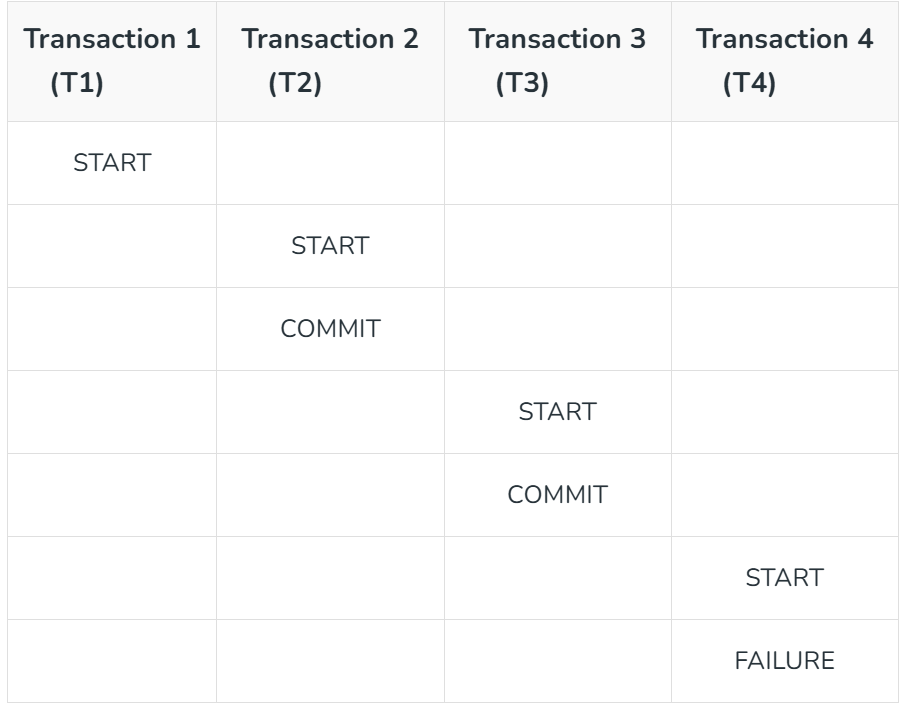 Transaction 1 Transaction 2 Transaction 3 Transaction 4
(T1) (T2) (T3) (T4)
START
START
COMMIT
START
COMMIT
START
FAILURE